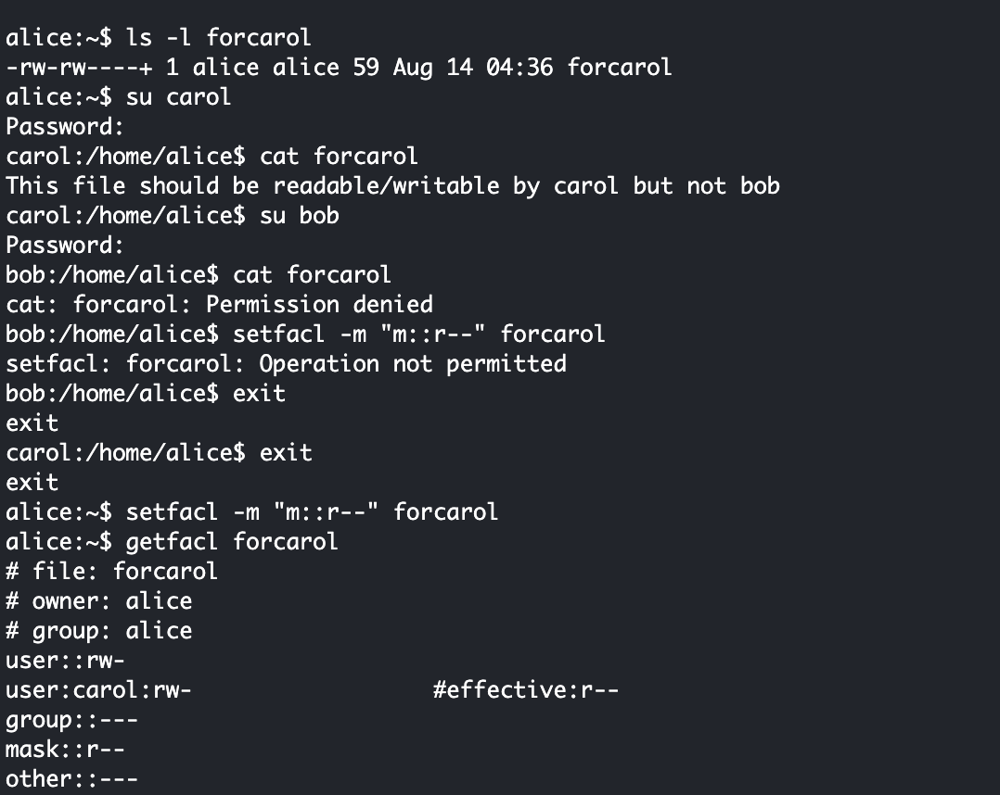 alice:~$ ls -l forcarol
-rw-rw----+ 1 alice alice 59 Aug 14 04:36 forcarol
alice:~$ su carol
Password:
carol:/home/alice$ cat forcarol
This file should be readable/writable by carol but not bob
carol:/home/alice$ su bob
Password:
bob:/home/alice$ cat forcarol
cat: forcarol: Permission denied
bob:/home/alice$ setfacl -m "m::r--" forcarol
setfacl: forcarol: Operation not permitted
bob:/home/alice$ exit
exit
carol:/home/alice$ exit
exit
alice:~$ setfacl -m "m::r--" forcarol
alice:~$ getfacl forcarol
# file: forcarol
# owner: alice
# group: alice
user::rw-
user:carol:rw-                  #effective:r--
group::---
mask::r--
other::---